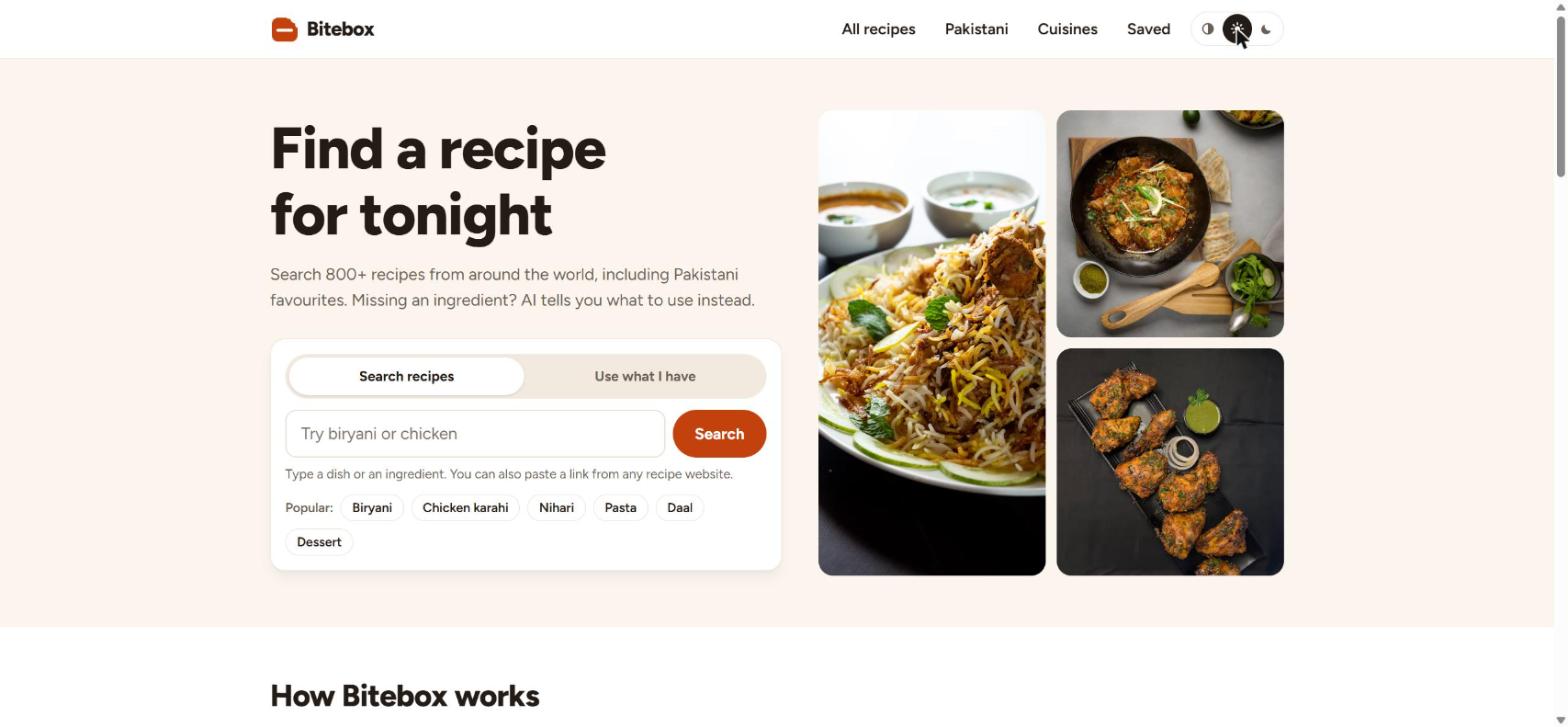 Bitebox
All recipes
Pakistani
Cuisines
Saved
Find a recipe
for tonight
Search 800+ recipes from around the world, including Pakistani
favourites. Missing an ingredient? AI tells you what to use instead.
Search recipes
Use what I have
Try biryani or chicken
Search
Type a dish or an ingredient. You can also paste a link from any recipe website.
Popular:
Biryani
Chicken karahi
Nihari
Pasta
Daal
Dessert
How Bitebox works